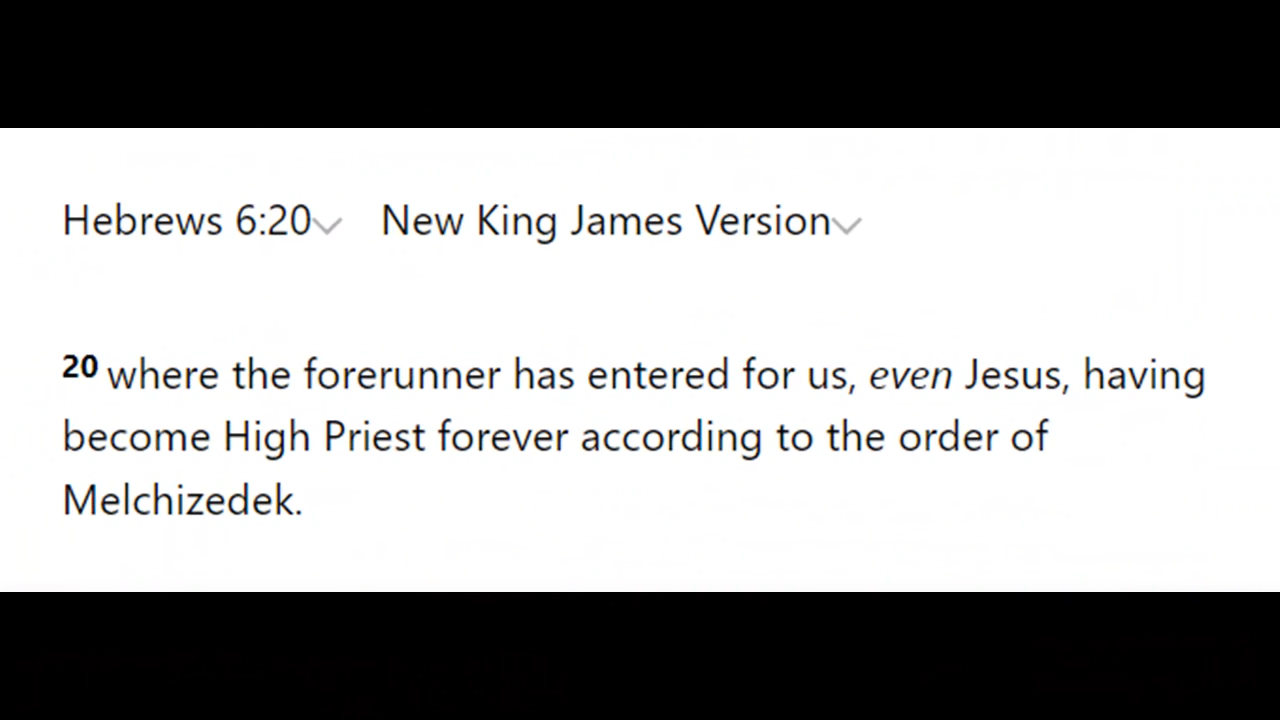 Hebrews 6:20 New King James Version
20 where the forerunner has entered for us, even Jesus, having
become High Priest forever according to the order of
Melchizedek.